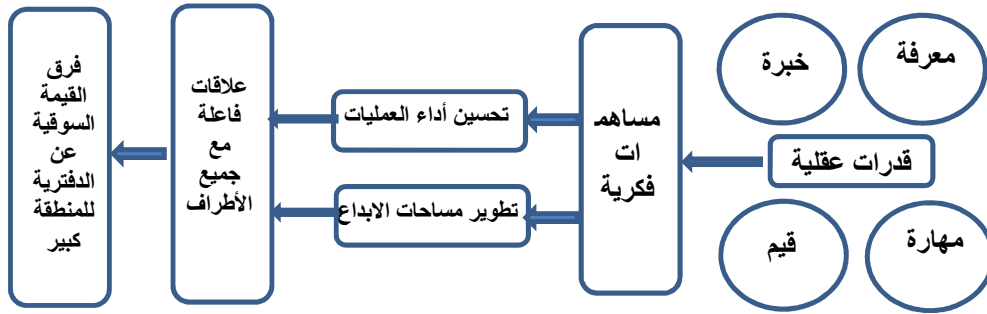 معرفة
خبرة
قدرات عقلية
مهارة
قيم
مساهم
ات
فكرية
تحسين أداء العمليات
تطوير مساحات الابداع
علاقات
فاعلة
مع
جميع
الأطراف
فرق
القيمة
السوقية
عن
الدفترية
للمنطقة
كبير